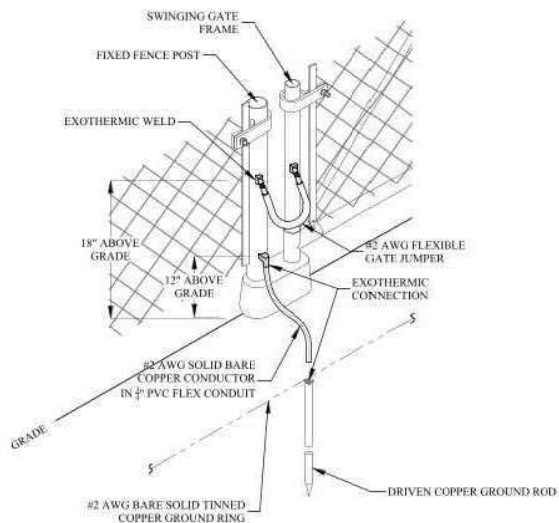 SWINGING GATE
FRAME
FIXED FENCE POST
EXOTHERMIC WELD
18" ABOVE
GRADE
12" ABOVE
GRADE
#2 AWG FLEXIBLE
GATE JUMPER
EXOTHERMIC
CONNECTION
#2 AWG SOLID BARE
COPPER CONDUCTOR
IN PVC FLEX CONDUIT
GRADE
S
S
DRIVEN COPPER GROUND ROD
#2 AWG BARE SOLID TINNED
COPPER GROUND RING